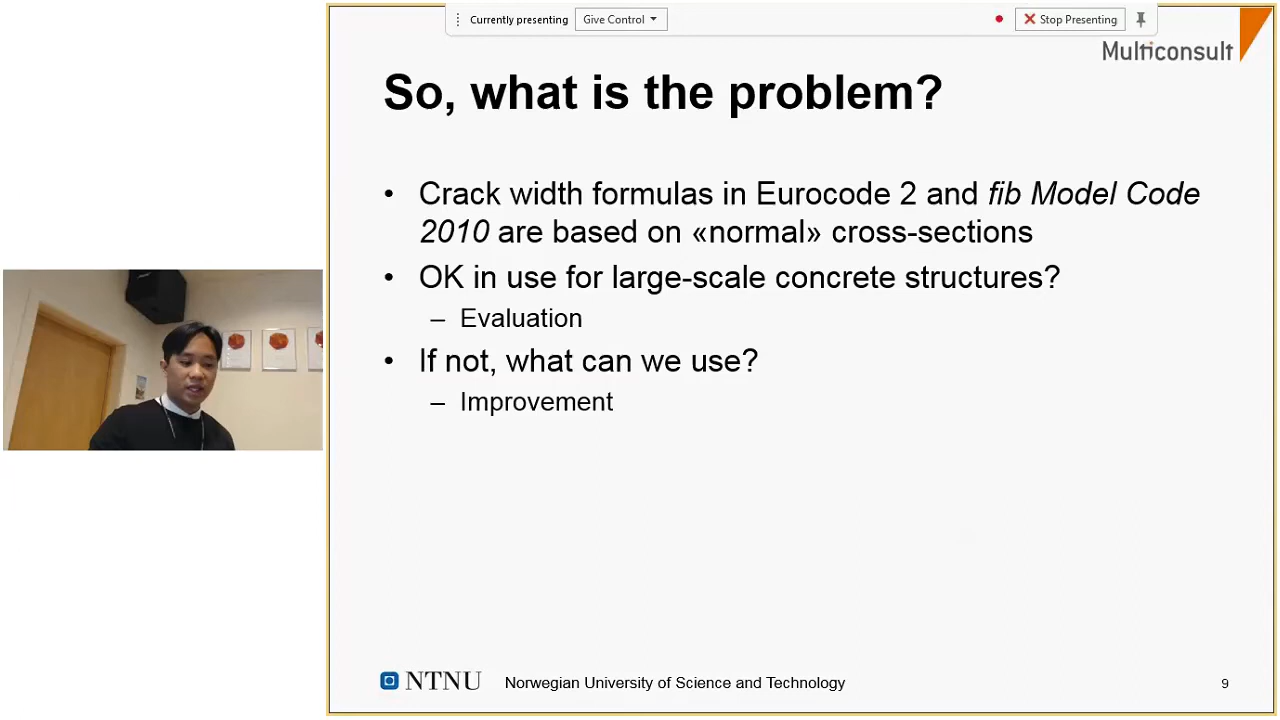 Currently presenting
Give Control
Stop Presenting
Multiconsult
So, what is the problem?
• Crack width formulas in Eurocode 2 and fib Model Code
2010 are based on «normal» cross-sections
• OK in use for large-scale concrete structures?
– Evaluation
• If not, what can we use?
– Improvement
NTNU
Norwegian University of Science and Technology
9